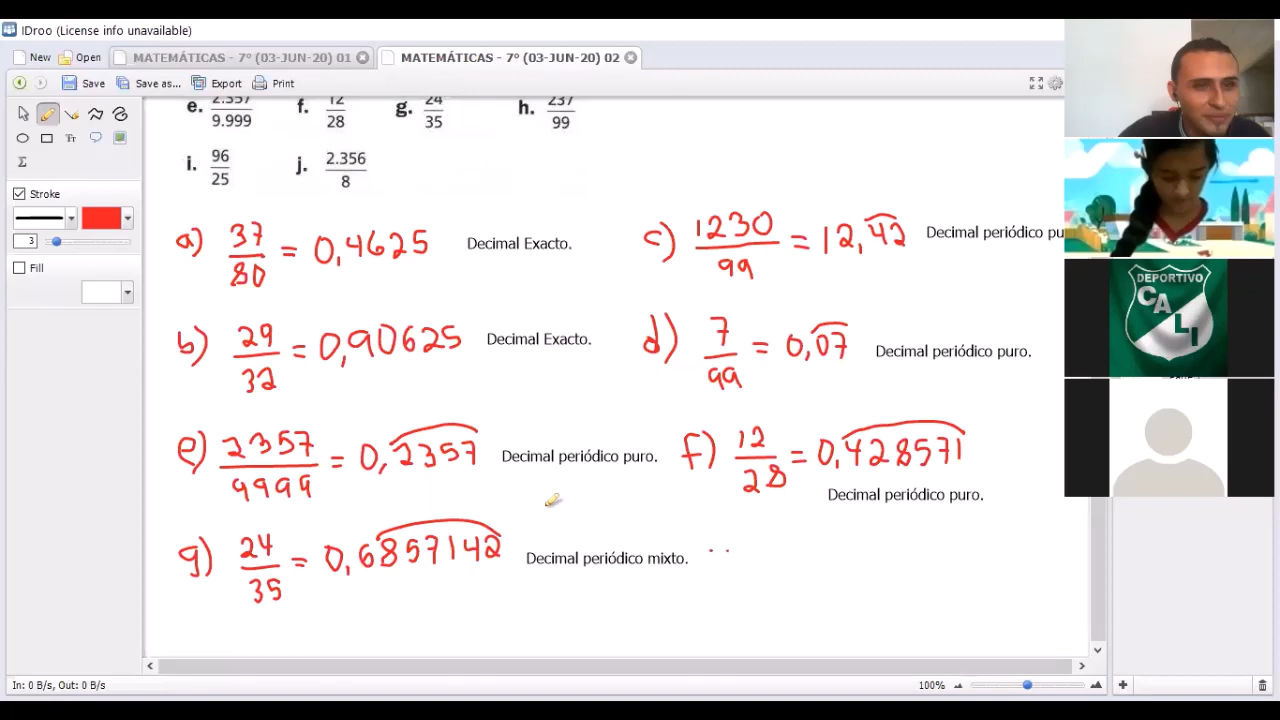 IDroo (License info unavailable)
New Open MATEMÁTICAS - 7º (03-JUN-20) 01 MATEMÁTICAS - 7º (03-JUN-20) 02
Save Save as... Export Print
e. 2.357/9.999 f. 12/28 g. 24/35 h. 237/99
i. 96/25 j. 2.356/8
Stroke
3
Fill
a) 37/80 = 0,4625 Decimal Exacto. c) 1230/99 = 12,42 Decimal periódico pu
b) 29/32 = 0,90625 Decimal Exacto. d) 7/99 = 0,07 Decimal periódico puro.
e) 2357/9999 = 0,2357 Decimal periódico puro. f) 12/28 = 0,428571
Decimal periódico puro.
g) 24/35 = 0,6857142 Decimal periódico mixto.
DEPORTIVO
CALI
In: 0 B/s, Out: 0 B/s 100%